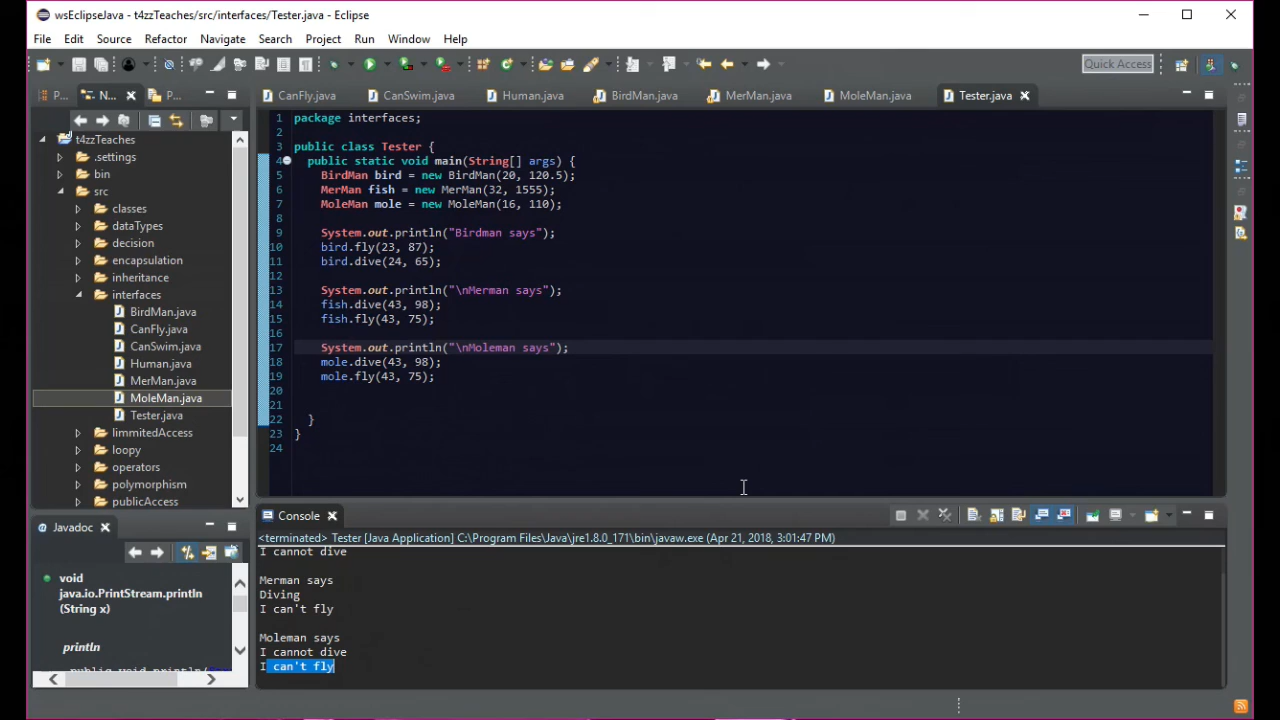 wsEclipseJava - t4zzTeaches/src/interfaces/Tester.java - Eclipse
File Edit Source Refactor Navigate Search Project Run Window Help
Quick Access
P... N... P...
CanFly.java CanSwim.java Human.java BirdMan.java MerMan.java MoleMan.java Tester.java
t4zzTeaches
.settings
bin
src
classes
dataTypes
decision
encapsulation
inheritance
interfaces
BirdMan.java
CanFly.java
CanSwim.java
Human.java
MerMan.java
MoleMan.java
Tester.java
limmitedAccess
loopy
operators
polymorphism
publicAccess
1 package interfaces;
2
3 public class Tester {
4 public static void main(String[] args) {
5 BirdMan bird = new BirdMan(20, 120.5);
6 MerMan fish = new MerMan(32, 1555);
7 MoleMan mole = new MoleMan(16, 110);
8
9 System.out.println("Birdman says");
10 bird.fly(23, 87);
11 bird.dive(24, 65);
12
13 System.out.println("\nMerman says");
14 fish.dive(43, 98);
15 fish.fly(43, 75);
16
17 System.out.println("\nMoleman says");
18 mole.dive(43, 98);
19 mole.fly(43, 75);
20
21
22 }
23 }
24
Javadoc
void
java.io.PrintStream.println
(String x)
println
Console
<terminated> Tester [Java Application] C:\Program Files\Java\jre1.8.0_171\bin\javaw.exe (Apr 21, 2018, 3:01:47 PM)
I cannot dive
Merman says
Diving
I can't fly
Moleman says
I cannot dive
I can't fly